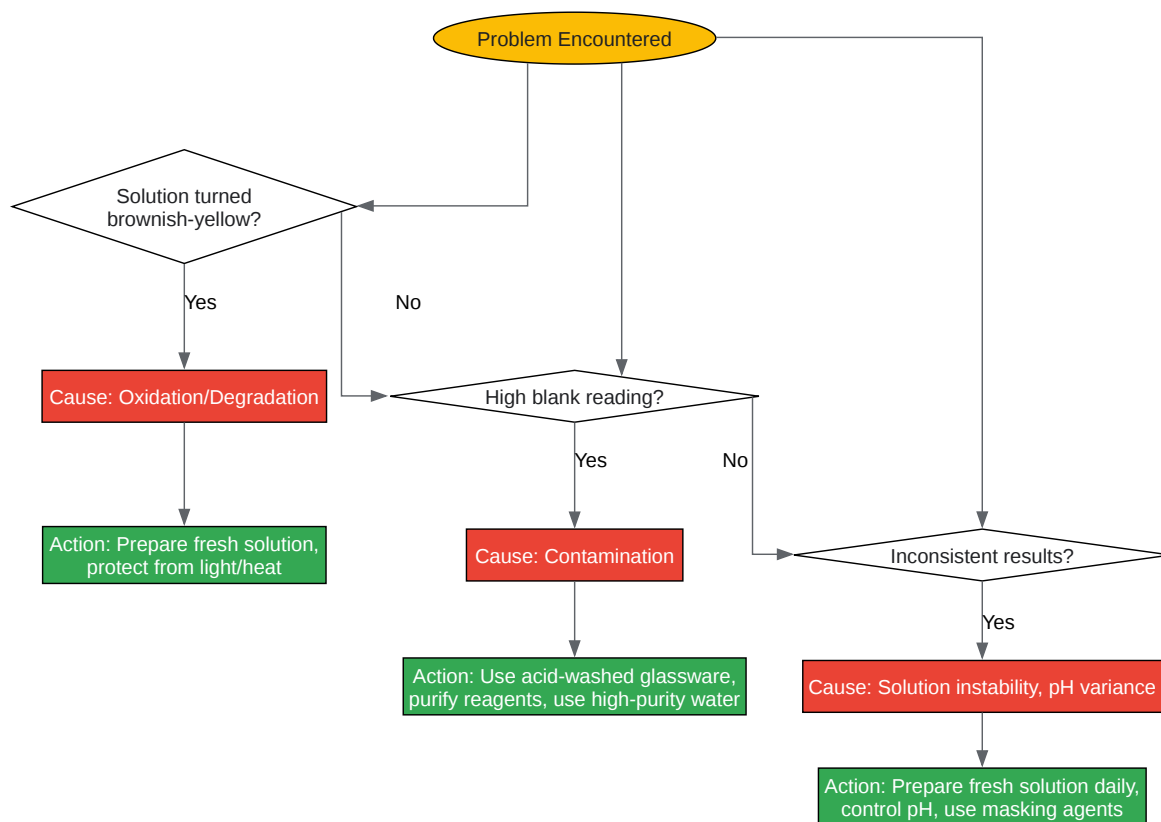 Problem Encountered
Solution turned
brownish-yellow?
Yes
No
Cause: Oxidation/Degradation
High blank reading?
Yes
No
Action: Prepare fresh solution,
protect from light/heat
Cause: Contamination
Inconsistent results?
Yes
Action: Use acid-washed glassware,
purify reagents, use high-purity water
Cause: Solution instability, pH variance
Action: Prepare fresh solution daily,
control pH, use masking agents